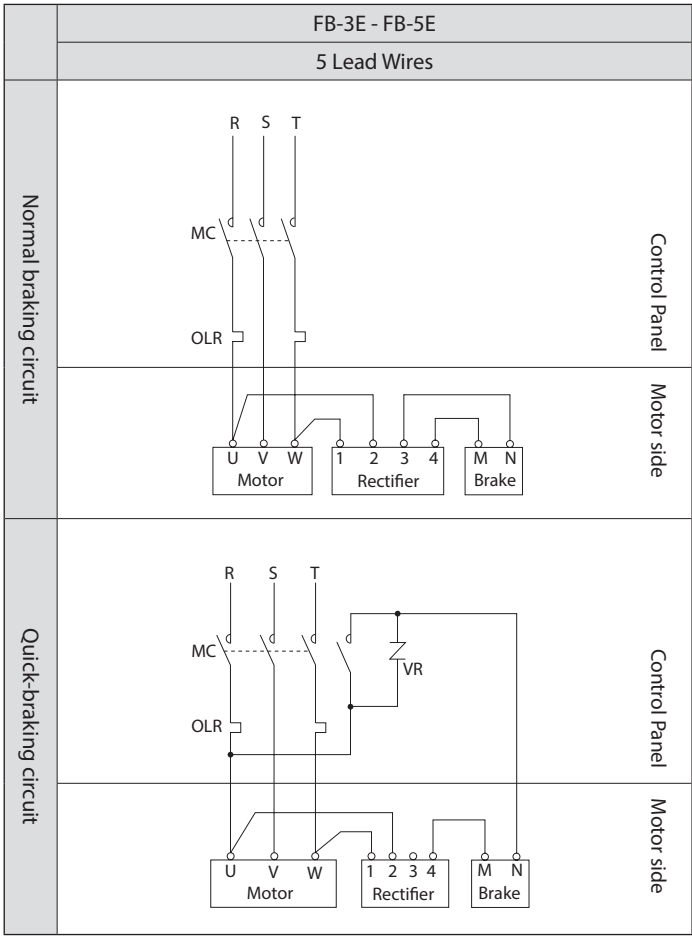 FB-3E - FB-5E
5 Lead Wires
Normal braking circuit
R S T
MC
OLR
Control Panel
Motor side
U V W 1 2 3 4 M N
Motor Rectifier Brake
Quick-braking circuit
R S T
MC
VR
OLR
Control Panel
Motor side
U V W 1 2 3 4 M N
Motor Rectifier Brake